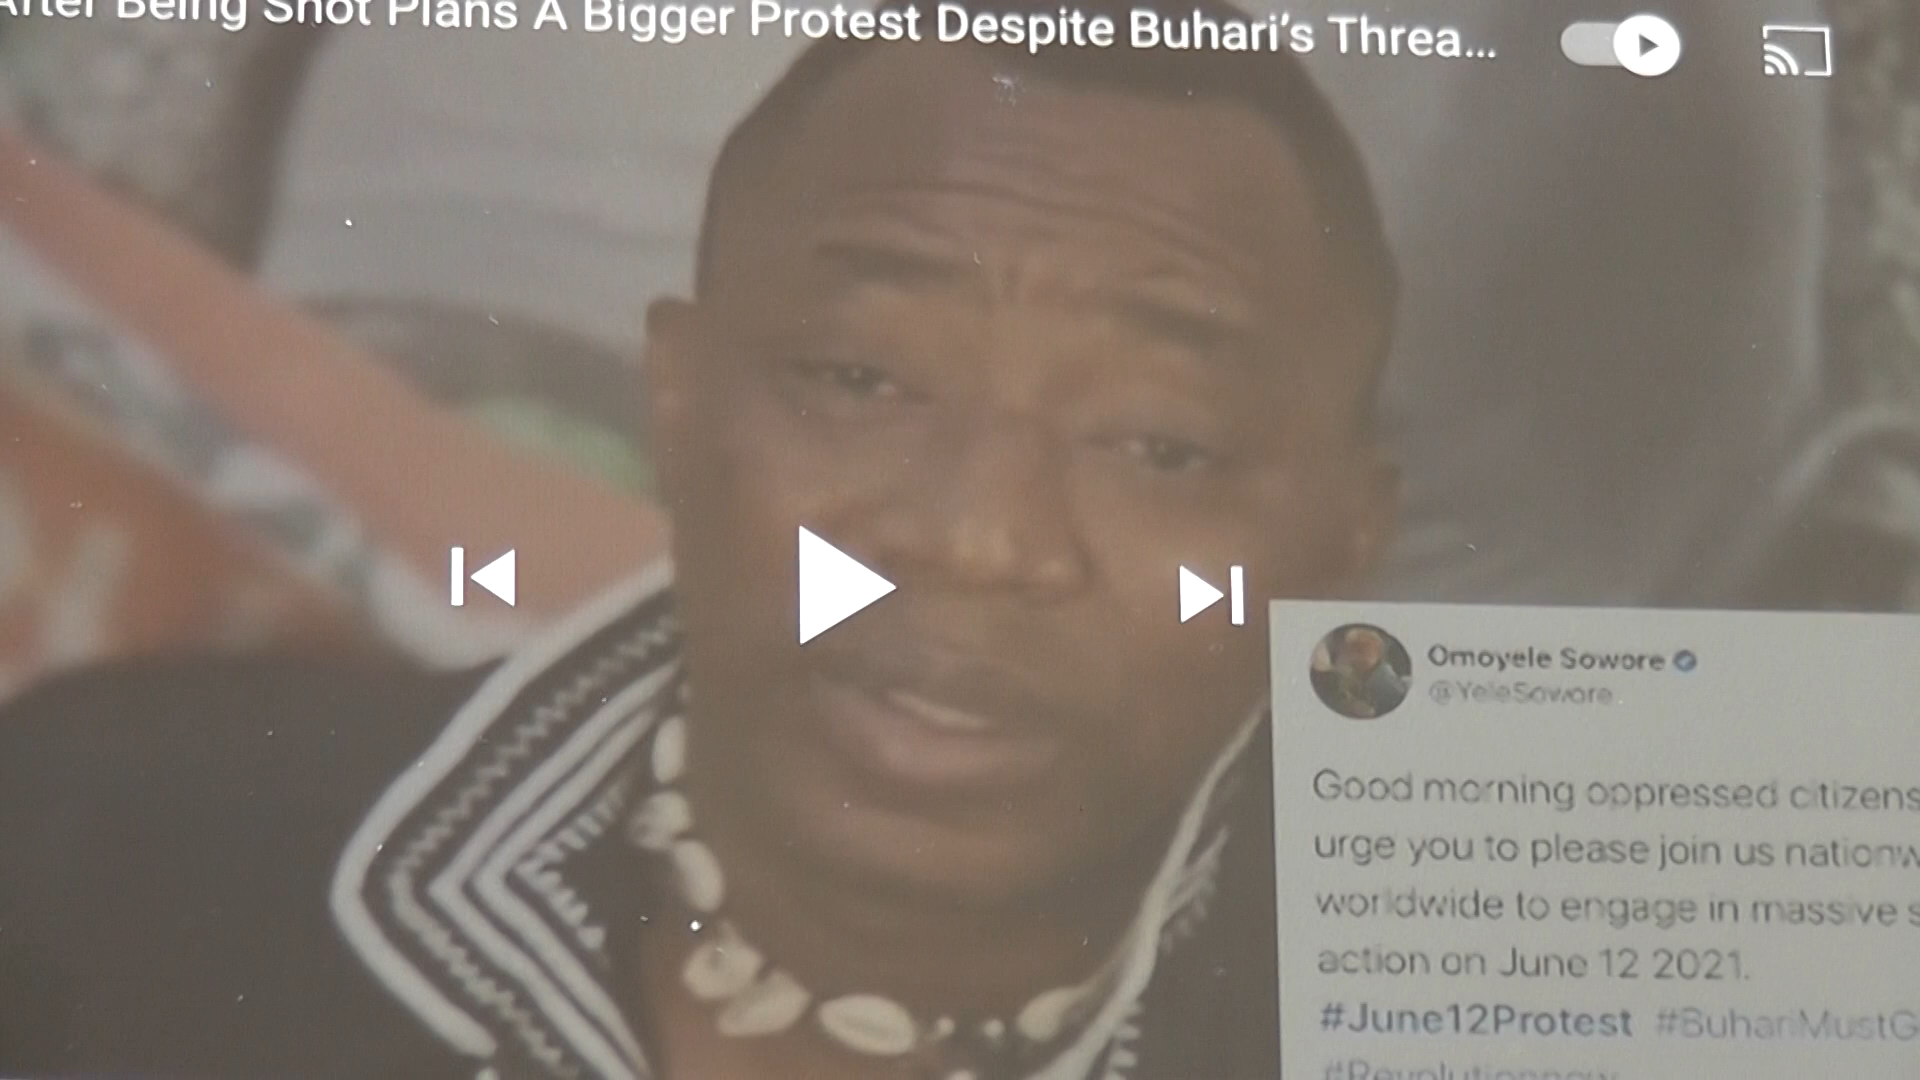 After Being Shot Plans A Bigger Protest Despite Buhari's Threa...
Omoyele Sowore
@YeleSowore
Good morning oppressed citizens
urge you to please join us nationw
worldwide to engage in massive s
action on June 12 2021.
#June12Protest #BuhariMustG
#Revolutionnow